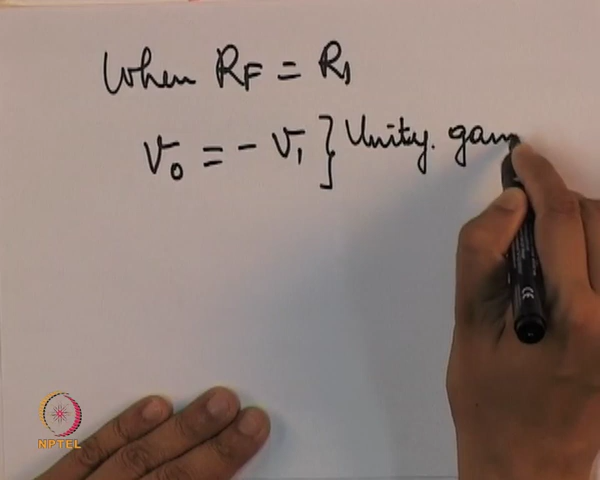 When RF = R1
V0 = - V1 } Unity. gain
NPTEL